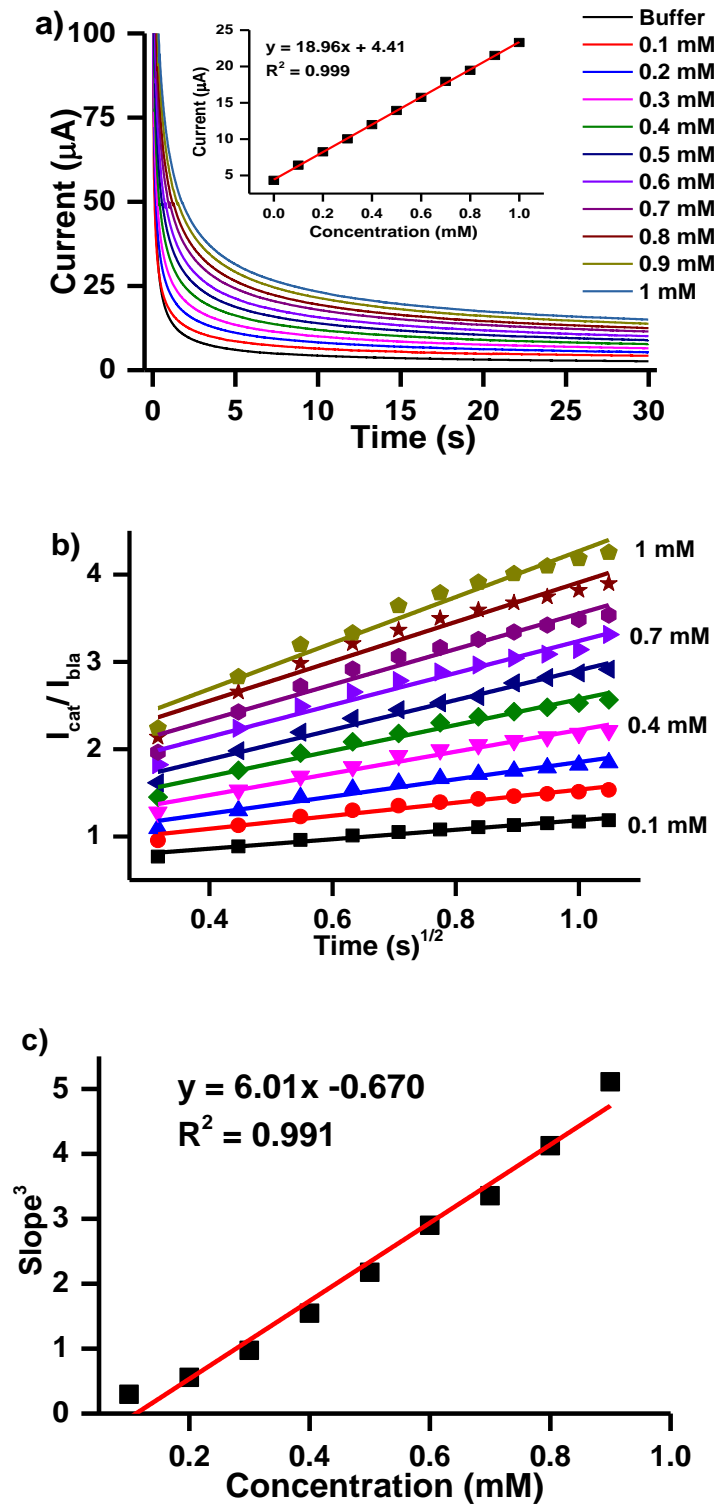 a)
Current (μA)
100
75
50
25
0
0 5 10 15 20 25 30
Time (s)
y = 18.96x + 4.41
R² = 0.999
Current (μA)
25
20
15
10
5
0.0 0.2 0.4 0.6 0.8 1.0
Concentration (mM)
Buffer
0.1 mM
0.2 mM
0.3 mM
0.4 mM
0.5 mM
0.6 mM
0.7 mM
0.8 mM
0.9 mM
1 mM
b)
I_cat/ I_bla
4
3
2
1
0.4 0.6 0.8 1.0
Time (s)^1/2
1 mM
0.7 mM
0.4 mM
0.1 mM
c)
y = 6.01x -0.670
R² = 0.991
Slope³
5
4
3
2
1
0
0.2 0.4 0.6 0.8 1.0
Concentration (mM)